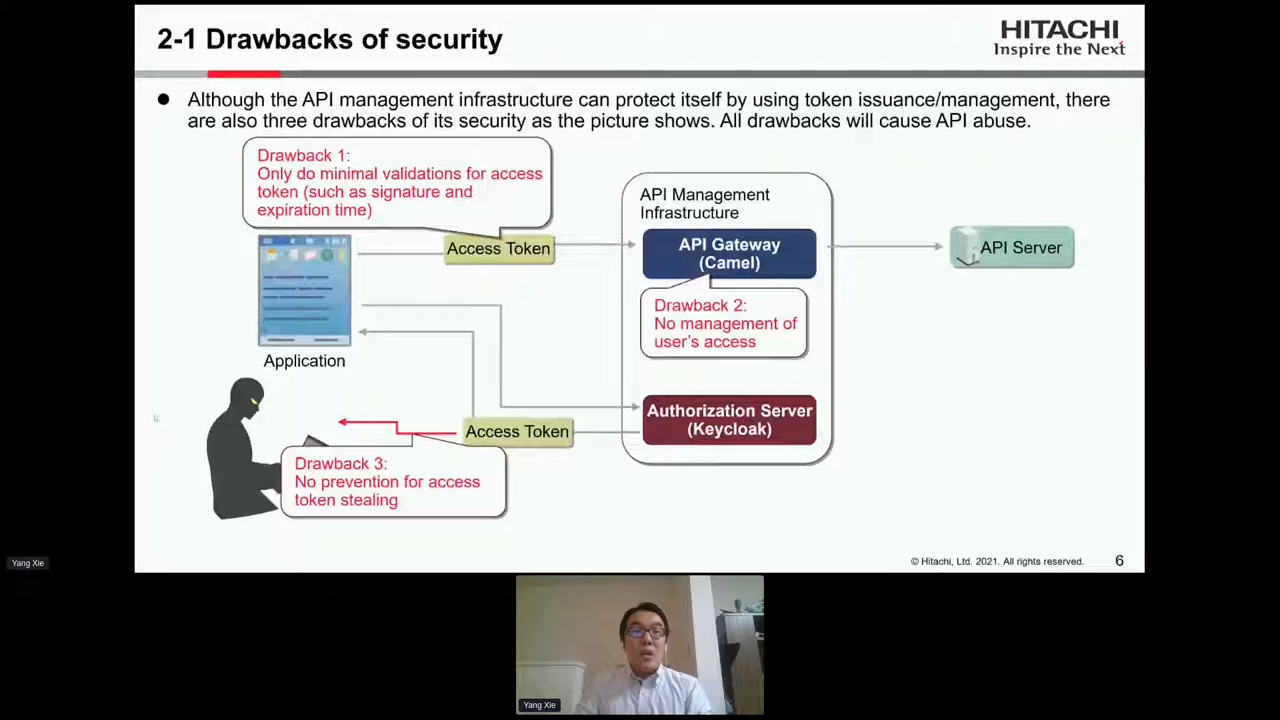 2-1 Drawbacks of security
HITACHI
Inspire the Next
● Although the API management infrastructure can protect itself by using token issuance/management, there
are also three drawbacks of its security as the picture shows. All drawbacks will cause API abuse.
Drawback 1:
Only do minimal validations for access
token (such as signature and
expiration time)
API Management
Infrastructure
Access Token
API Gateway
(Camel)
API Server
Drawback 2:
No management of
user's access
Application
Authorization Server
(Keycloak)
Access Token
Drawback 3:
No prevention for access
token stealing
© Hitachi, Ltd. 2021. All rights reserved.
6
Yang Xie
Yang Xie